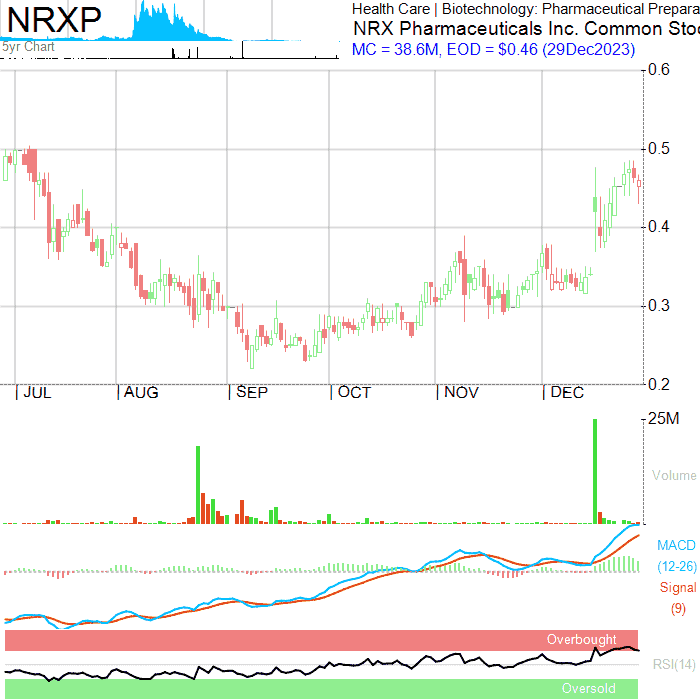 NRXP
5yr Chart
Health Care | Biotechnology: Pharmaceutical Prepara
NRX Pharmaceuticals Inc. Common Stoc
MC = 38.6M, EOD = $0.46 (29Dec2023)
0.6
0.5
0.4
0.3
0.2
JUL AUG SEP OCT NOV DEC
25M
Volume
MACD
(12-26)
Signal
(9)
Overbought
RSI(14)
Oversold